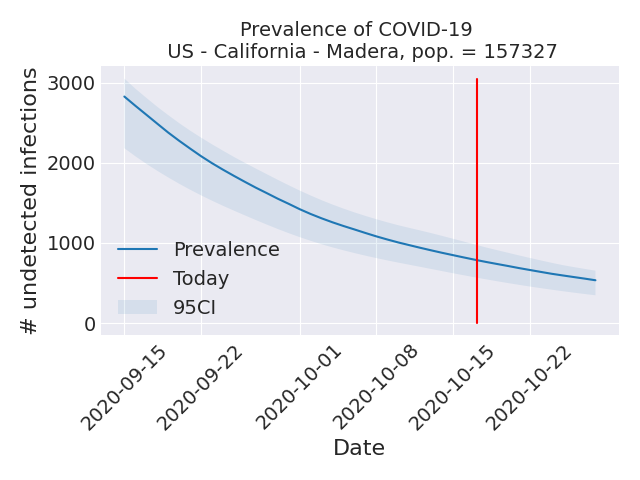 Prevalence of COVID-19
US - California - Madera, pop. = 157327
# undetected infections
3000
2000
1000
0
Prevalence
Today
95CI
2020-09-15
2020-09-22
2020-10-01
2020-10-08
2020-10-15
2020-10-22
Date